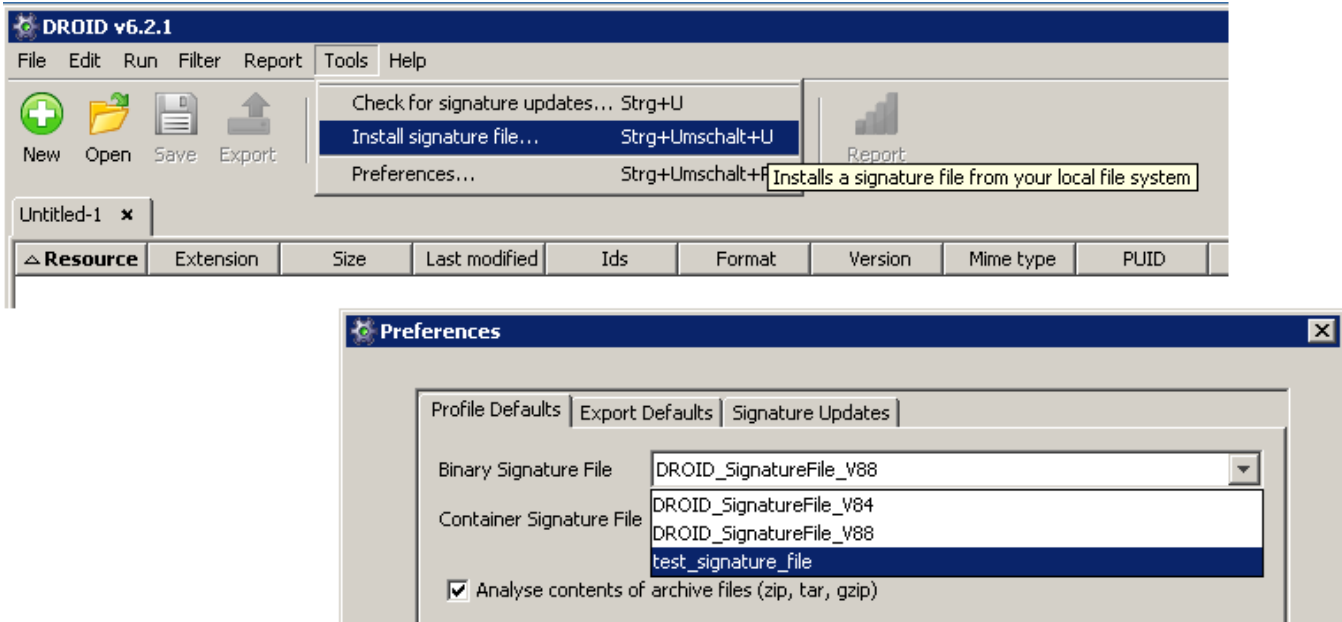 DROID v6.2.1
File Edit Run Filter Report Tools Help
Check for signature updates... Strg+U
Install signature file... Strg+Umschalt+U
Preferences... Strg+Umschalt+P
New Open Save Export Report
Installs a signature file from your local file system
Untitled-1
Resource Extension Size Last modified Ids Format Version Mime type PUID
Preferences
Profile Defaults Export Defaults Signature Updates
Binary Signature File DROID_SignatureFile_V88
DROID_SignatureFile_V84
Container Signature File
DROID_SignatureFile_V88
test_signature_file
Analyse contents of archive files (zip, tar, gzip)